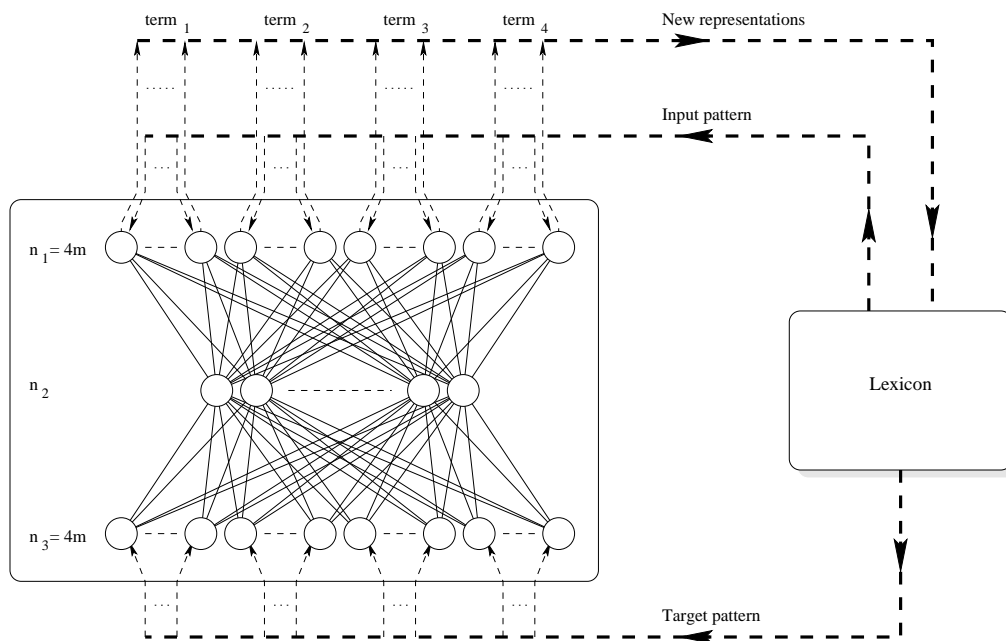 term 1 term 2 term 3 term 4 New representations
..... ..... ..... .....
Input pattern
... ... ... ...
n 1 = 4m
n 2
Lexicon
n 3 = 4m
... ... ... ...
Target pattern